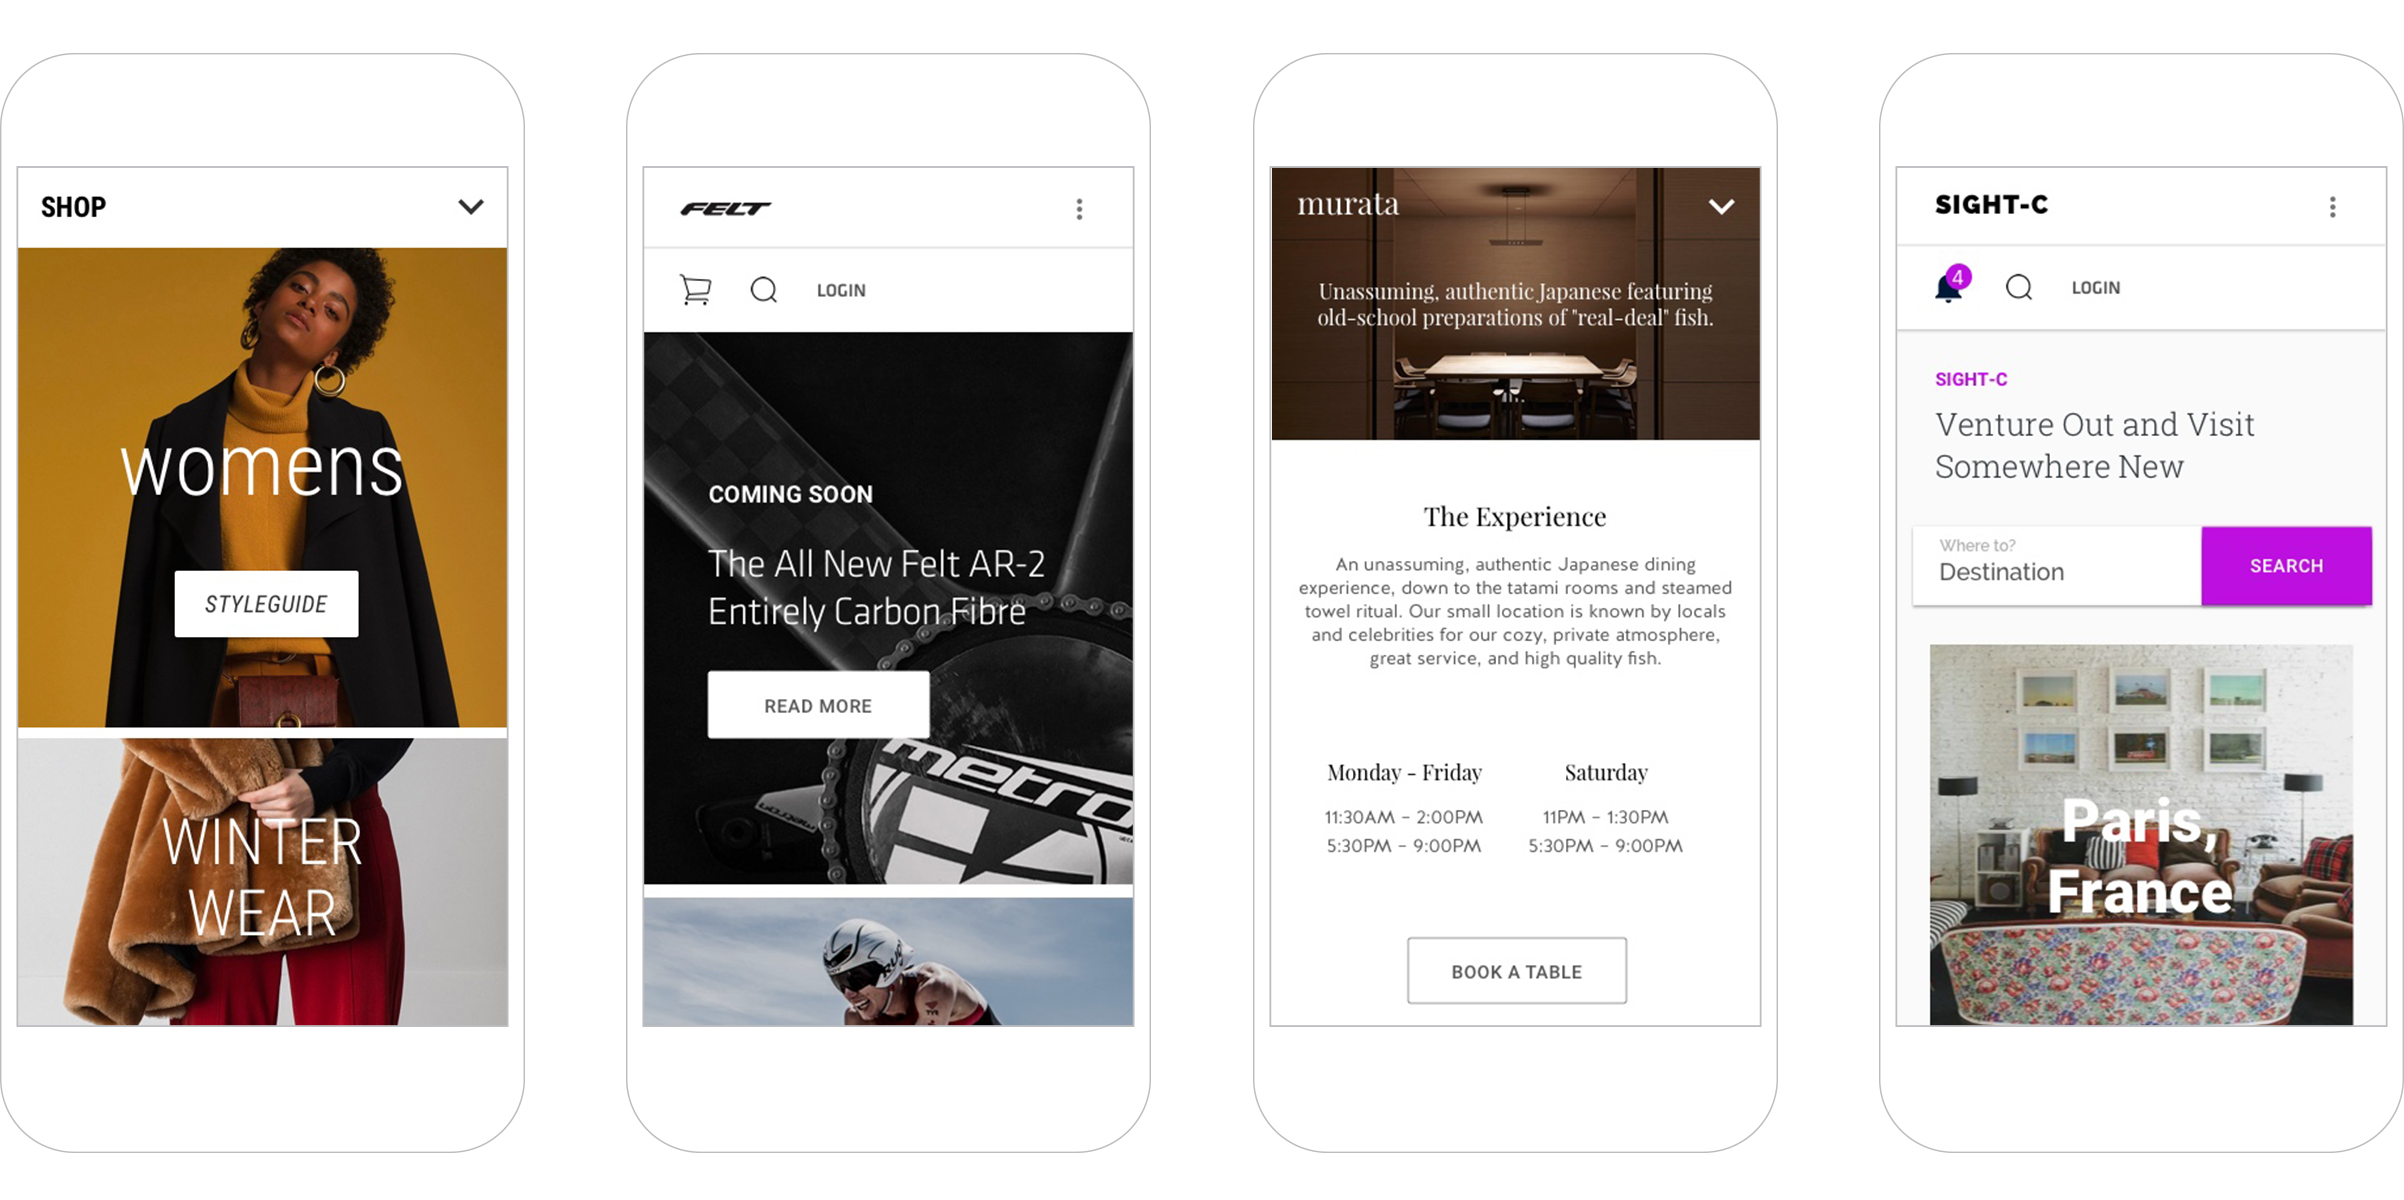 SHOP
womens
STYLEGUIDE
WINTER
WEAR
FELT
LOGIN
COMING SOON
The All New Felt AR-2
Entirely Carbon Fibre
READ MORE
metro
murata
Unassuming, authentic Japanese featuring
old-school preparations of "real-deal" fish.
The Experience
An unassuming, authentic Japanese dining
experience, down to the tatami rooms and steamed
towel ritual. Our small location is known by locals
and celebrities for our cozy, private atmosphere,
great service, and high quality fish.
Monday - Friday
11:30AM - 2:00PM
5:30PM - 9:00PM
Saturday
11PM - 1:30PM
5:30PM - 9:00PM
BOOK A TABLE
SIGHT-C
4
LOGIN
SIGHT-C
Venture Out and Visit
Somewhere New
Where to?
Destination
SEARCH
Paris,
France